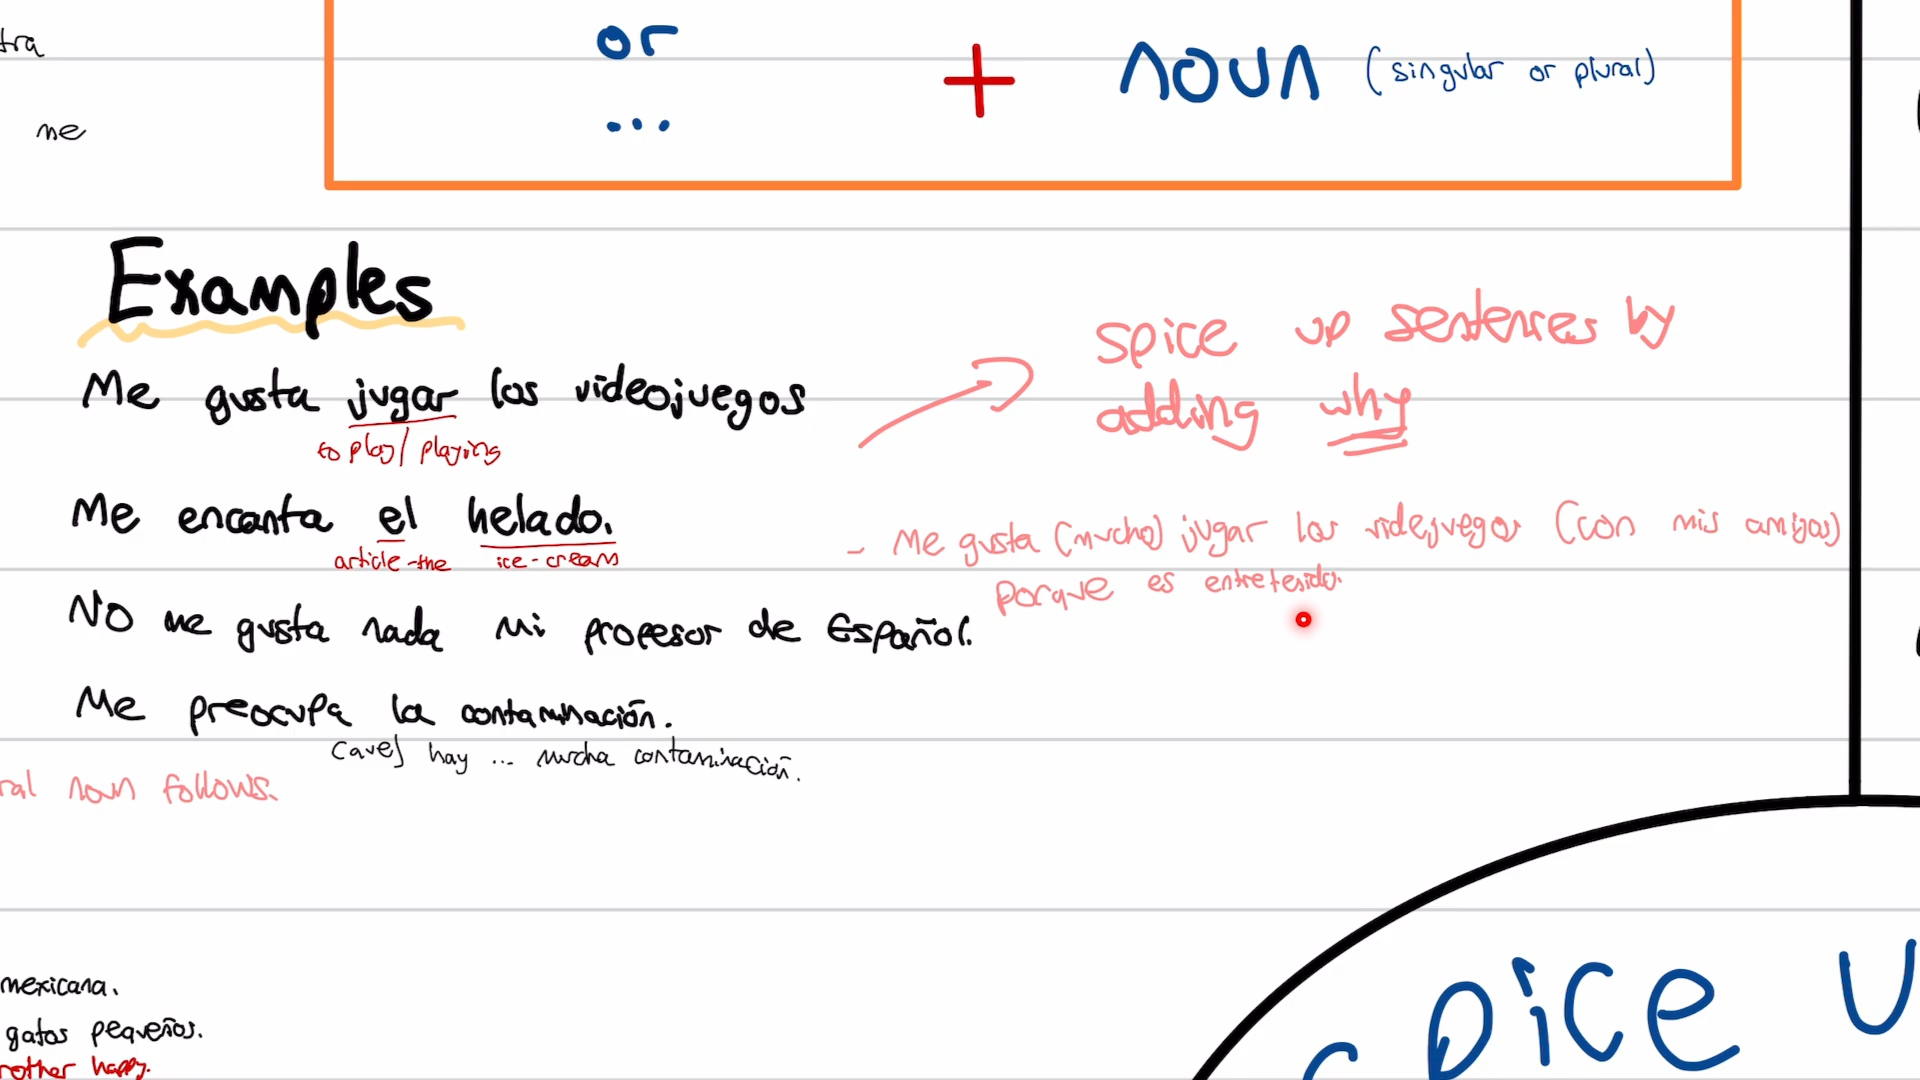 or
...
+ noun (singular or plural)
me
Examples
Me gusta jugar los videojuegos
to play/playing
Me encanta el helado.
article-the ice-cream
No me gusta nada mi profesor de Español.
Me preocupa la contaminación.
(ave) hay ... mucha contaminación.
noun follows.
spice up sentences by
adding why
- Me gusta (mucho) jugar los videjuegos (con mis amigos)
porque es entretenido.
mexicana.
gatos pequeños.
happy.